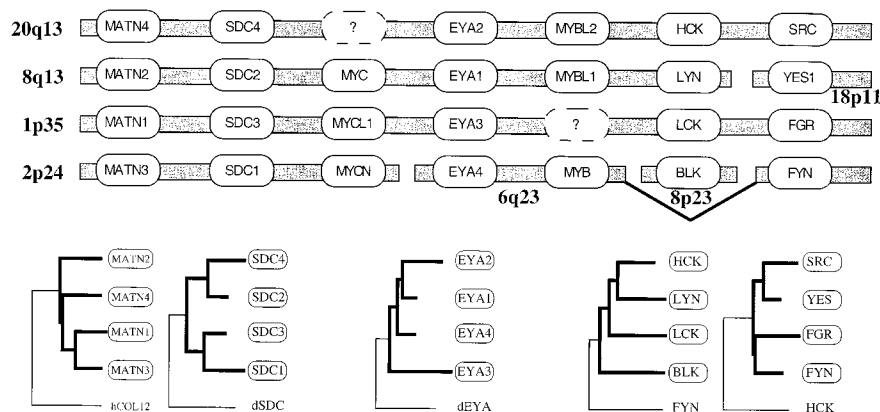 20q13 MATN4 SDC4 ? EYA2 MYBL2 HCK SRC
8q13 MATN2 SDC2 MYC EYA1 MYBL1 LYN YES1
18p11
1p35 MATN1 SDC3 MYCL1 EYA3 ? LCK FGR
2p24 MATN3 SDC1 MYCN EYA4 MYB BLK FYN
6q23 8p23
MATN2 SDC4 EYA2 HCK SRC
MATN4 SDC2 EYA1 LYN YES
MATN1 SDC3 EYA4 LCK FGR
MATN3 SDC1 EYA3 BLK FYN
hCOL12 dSDC dEYA FYN HCK